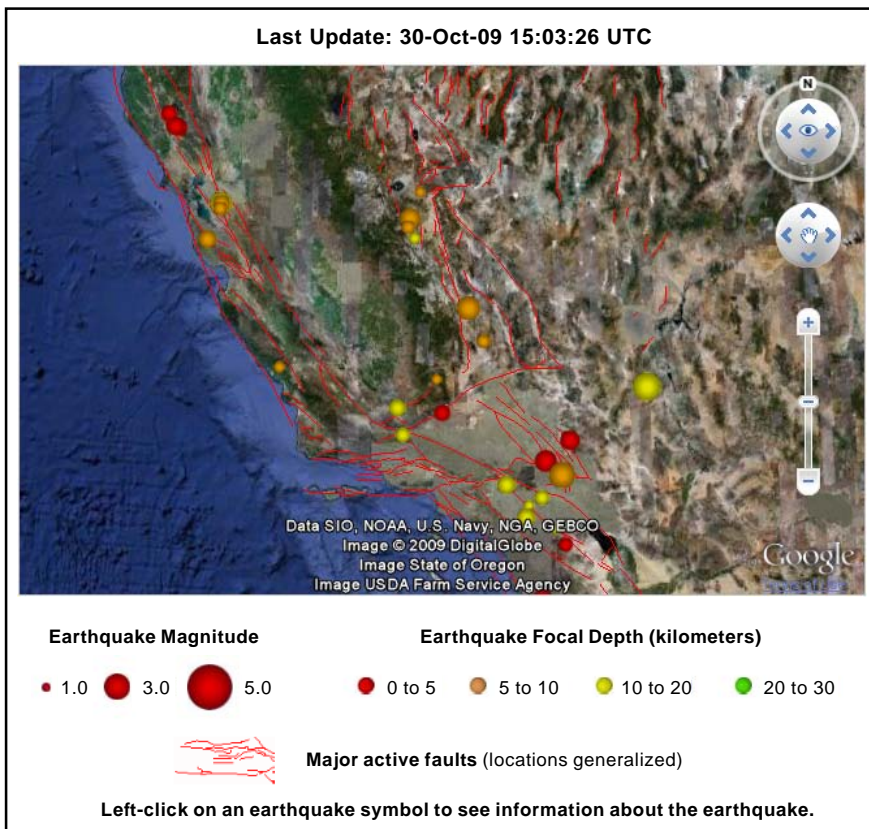 Last Update: 30-Oct-09 15:03:26 UTC
N
Data SIO, NOAA, U.S. Navy, NGA, GEBCO
Image © 2009 DigitalGlobe
Image State of Oregon
Image USDA Farm Service Agency
Google
Earthquake Magnitude
Earthquake Focal Depth (kilometers)
1.0 3.0 5.0
0 to 5 5 to 10 10 to 20 20 to 30
Major active faults (locations generalized)
Left-click on an earthquake symbol to see information about the earthquake.